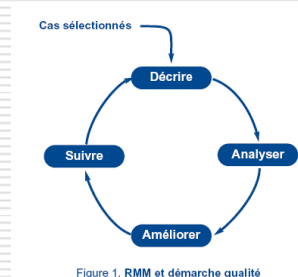 Cas sélectionnés
Décrire
Analyser
Améliorer
Suivre
Figure 1. RMM et démarche qualité